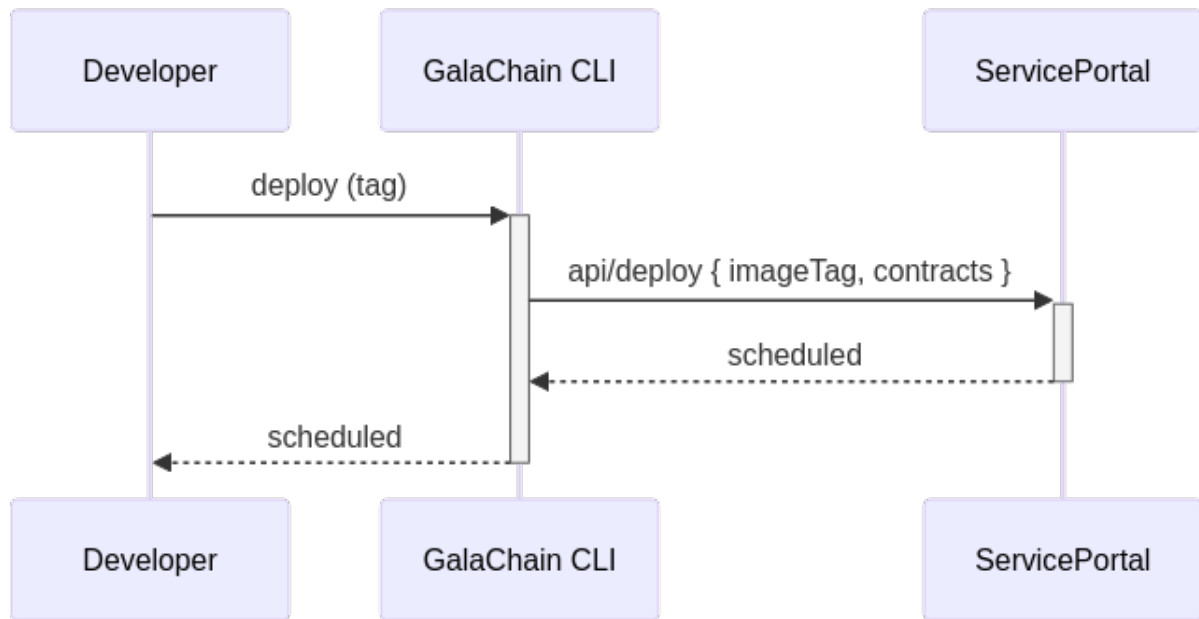 Developer
GalaChain CLI
ServicePortal
deploy (tag)
api/deploy { imageTag, contracts }
scheduled
scheduled
Developer
GalaChain CLI
ServicePortal